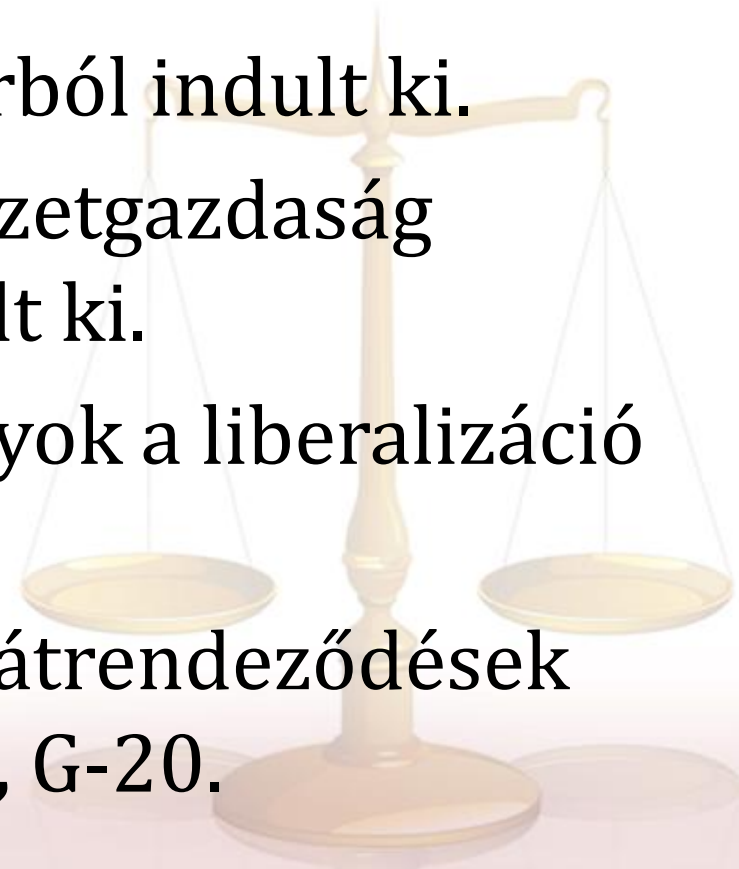 rból indult ki.
zetgazdaság
lt ki.
yok a liberalizáció
átrendeződések
, G-20.